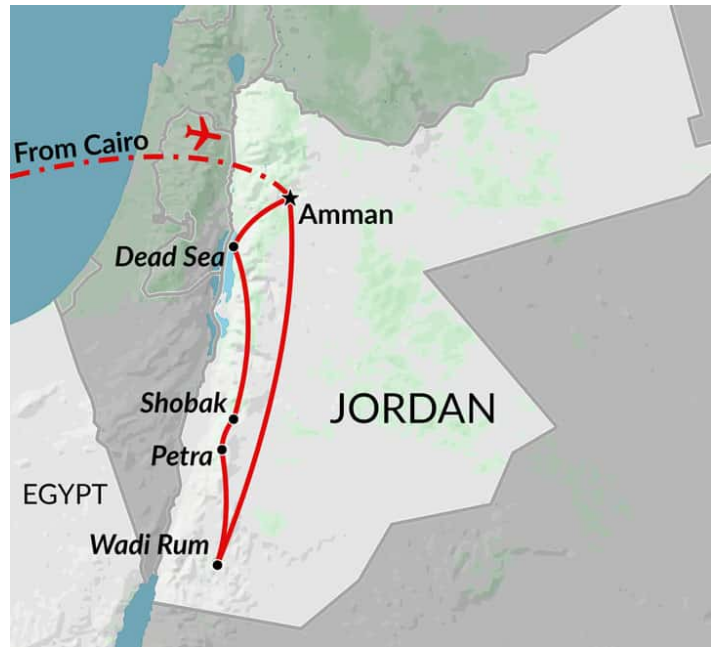 From Cairo
Amman
Dead Sea
Shobak
JORDAN
Petra
EGYPT
Wadi Rum